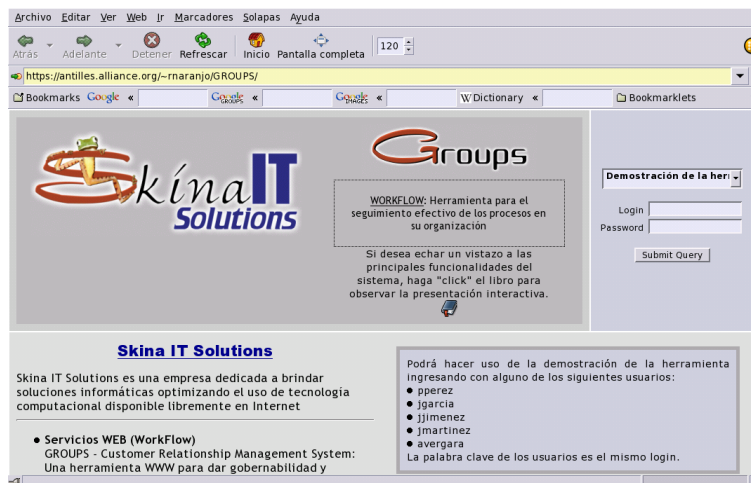 Archivo Editar Ver Web Ir Marcadores Solapas Ayuda
Atrás Adelante Detener Refrescar Inicio Pantalla completa 120
https://antilles.alliance.org/~rnaranjo/GROUPS/
Bookmarks Google « Google GROUPS « Google IMAGES « W Dictionary « Bookmarklets
Skína IT
Solutions
Groups
WORKFLOW: Herramienta para el
seguimiento efectivo de los procesos en
su organización
Si desea echar un vistazo a las
principales funcionalidades del
sistema, haga "click" el libro para
observar la presentación interactiva.
Demostración de la her
Login
Password
Submit Query
Skina IT Solutions
Skina IT Solutions es una empresa dedicada a brindar
soluciones informáticas optimizando el uso de tecnología
computacional disponible libremente en Internet
● Servicios WEB (WorkFlow)
GROUPS - Customer Relationship Management System:
Una herramienta WWW para dar gobernabilidad y
Podrá hacer uso de la demostración de la herramienta
ingresando con alguno de los siguientes usuarios:
● pperez
● jgarcia
● jjimenez
● jmartinez
● avergara
La palabra clave de los usuarios es el mismo login.